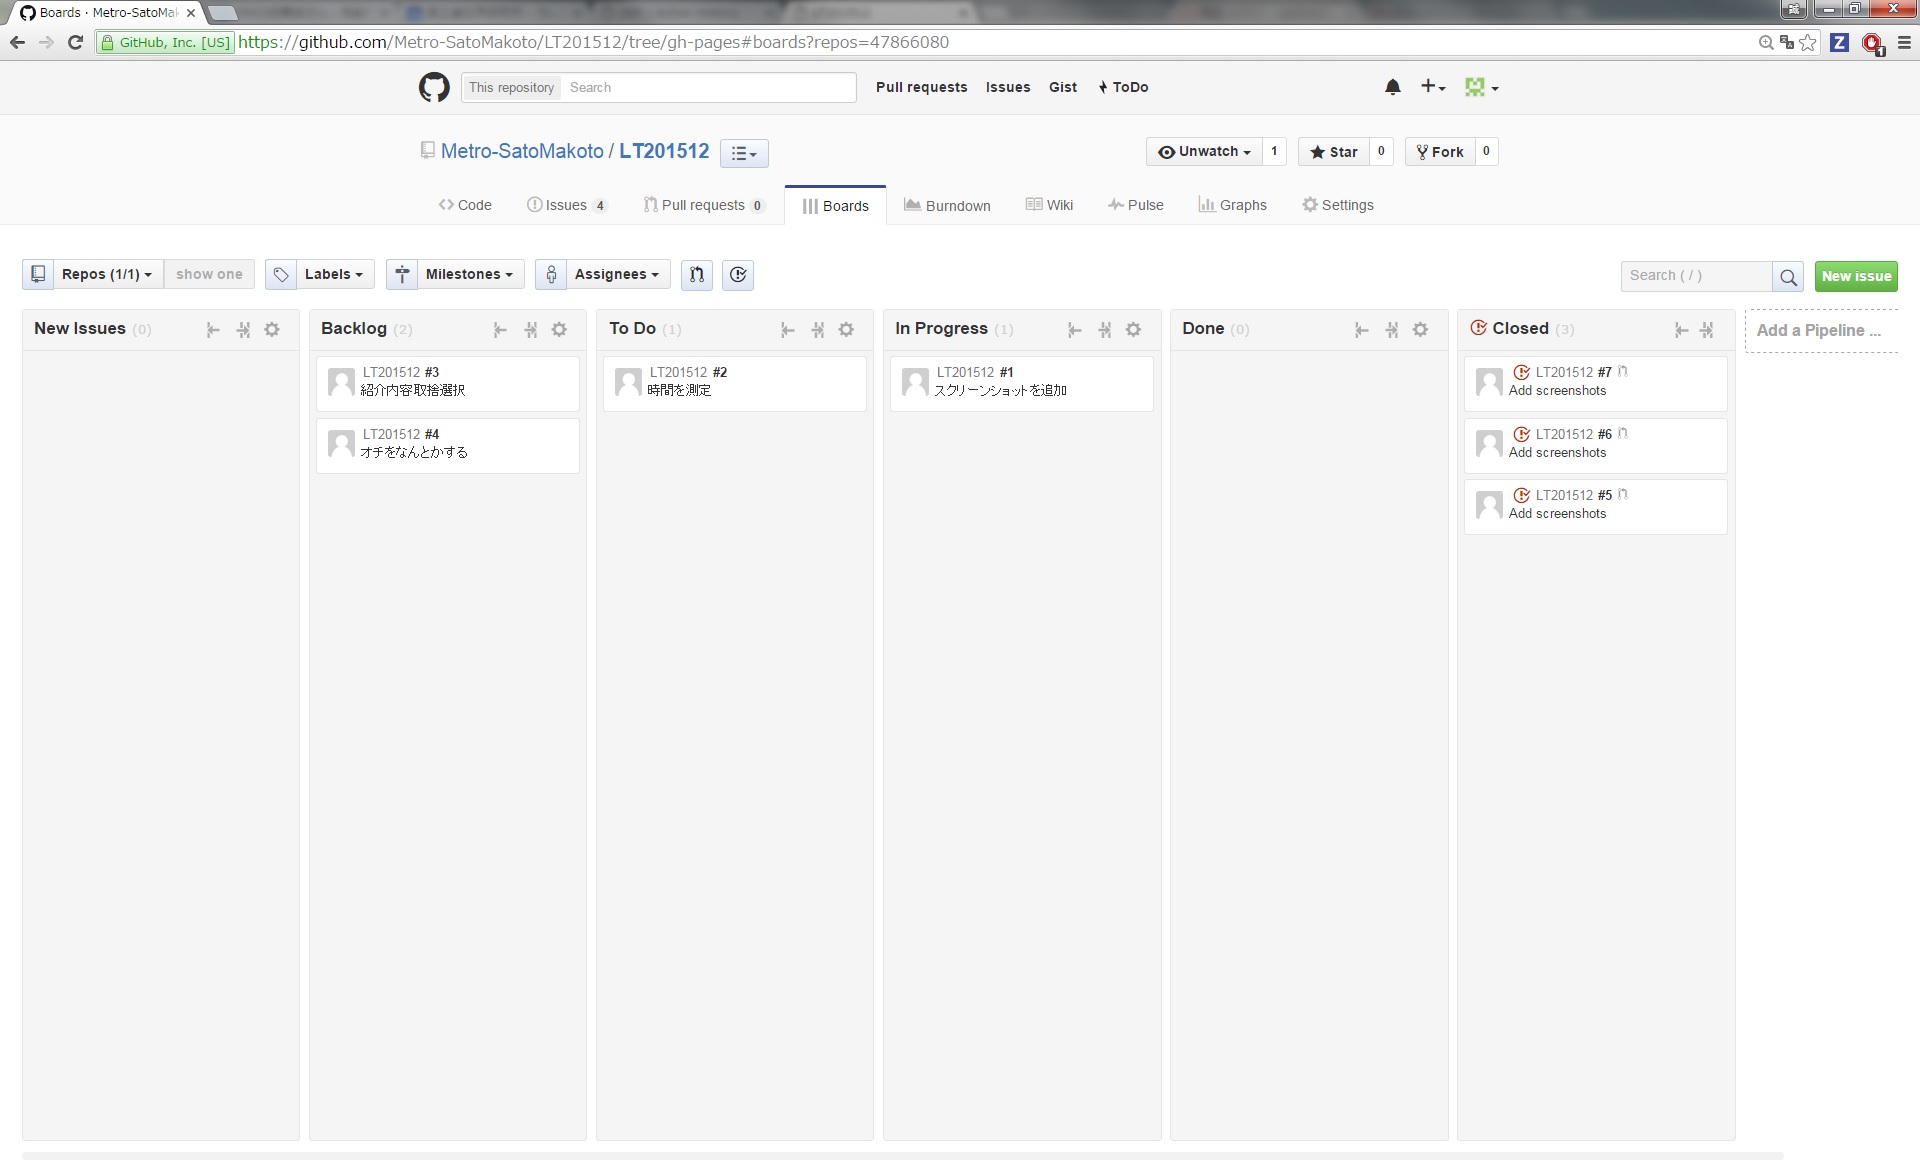 Boards · Metro-SatoMa
GitHub, Inc. [US] https://github.com/Metro-SatoMakoto/LT201512/tree/gh-pages#boards?repos=47866080
Z
1
This repository Search Pull requests Issues Gist ToDo
Metro-SatoMakoto / LT201512
Unwatch 1 Star 0 Fork 0
Code Issues 4 Pull requests 0 Boards Burndown Wiki Pulse Graphs Settings
Repos (1/1) show one Labels Milestones Assignees Search ( / ) New issue
New Issues (0)
Backlog (2)
LT201512 #3
紹介内容取捨選択
LT201512 #4
オチをなんとかする
To Do (1)
LT201512 #2
時間を測定
In Progress (1)
LT201512 #1
スクリーンショットを追加
Done (0)
Closed (3)
LT201512 #7
Add screenshots
LT201512 #6
Add screenshots
LT201512 #5
Add screenshots
Add a Pipeline ...